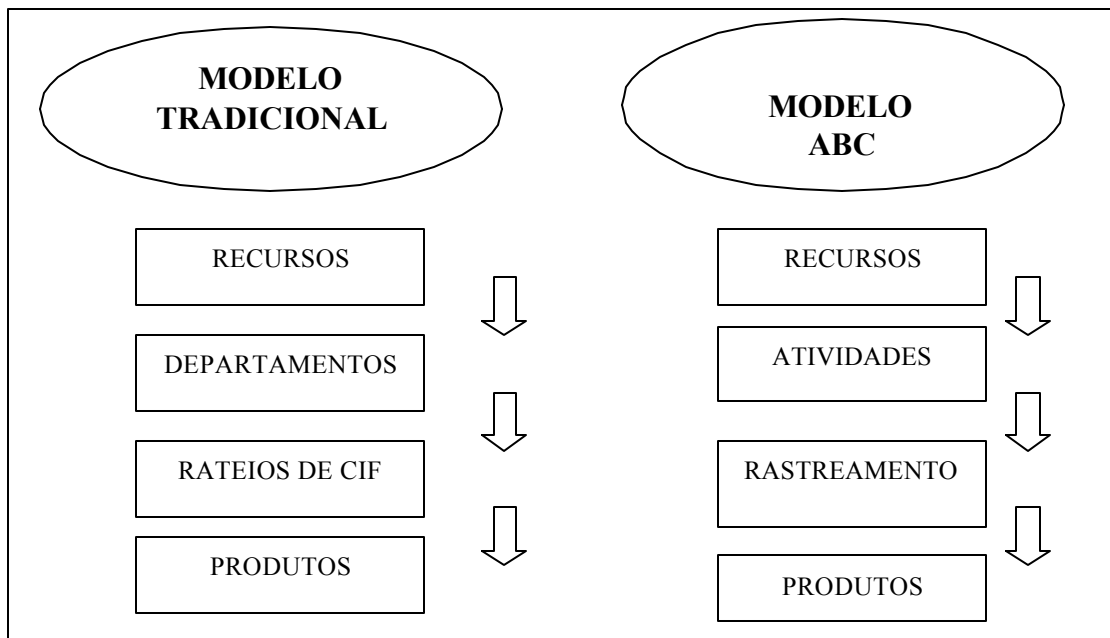 MODELO
TRADICIONAL
RECURSOS
DEPARTAMENTOS
RATEIOS DE CIF
PRODUTOS
MODELO
ABC
RECURSOS
ATIVIDADES
RASTREAMENTO
PRODUTOS